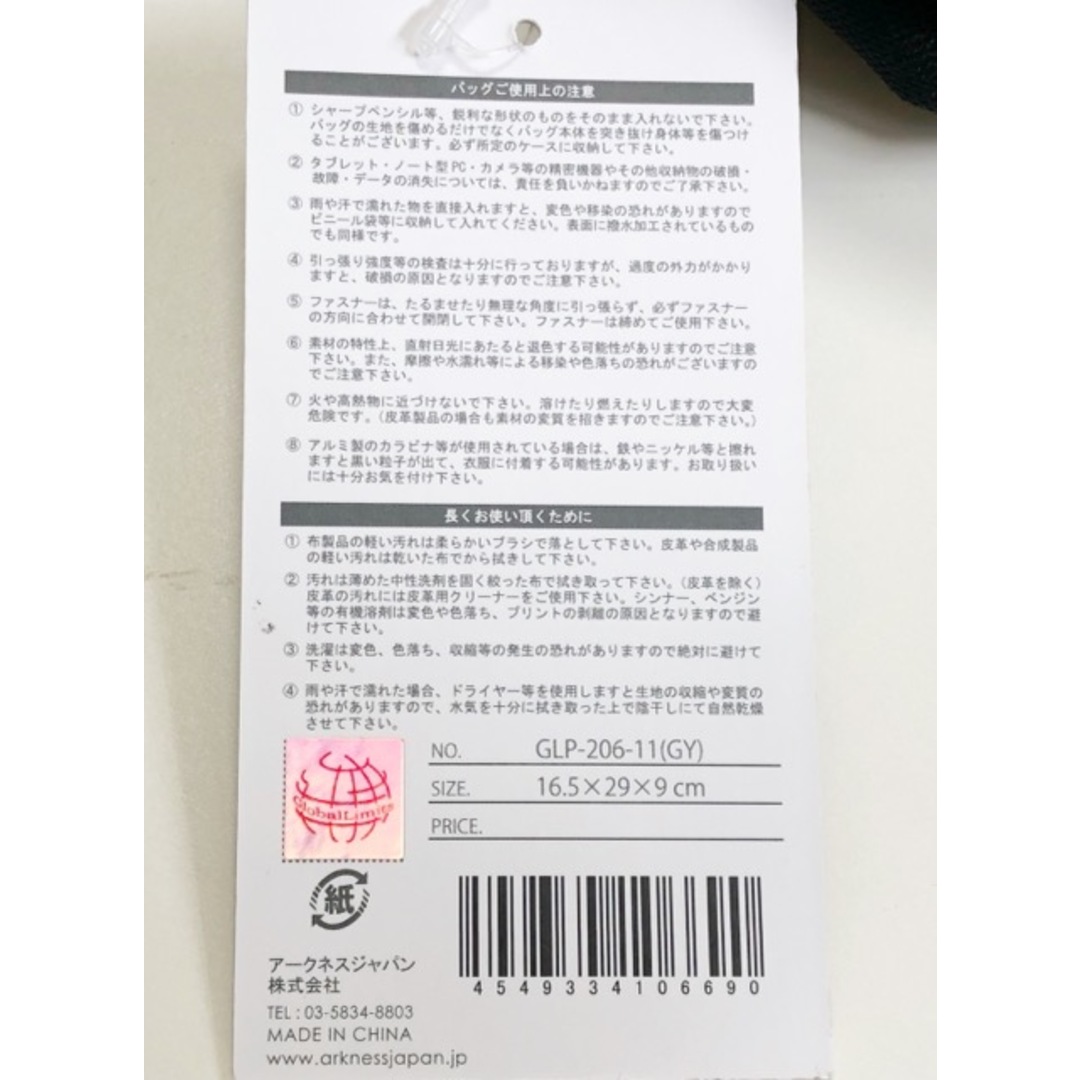 バッグご使用上の注意
① シャープペンシル等、鋭利な形状のものをそのまま入れないで下さい。
バッグの生地を傷めるだけでなくバッグ本体を突き抜け身体等を傷つけ
ることがございます。必ず所定のケースに収納して下さい。
② タブレット・ノート型PC・カメラ等の精密機器やその他収納物の破損・
故障・データの消失については、責任を負いかねますのでご了承下さい。
③ 雨や汗で濡れた物を直接入れますと、変色や移染の恐れがありますので
ビニール袋等に収納して入れてください。表面に撥水加工されているもの
でも同様です。
④ 引っ張り強度等の検査は十分に行っておりますが、過度の外力がかかり
ますと、破損の原因となりますのでご注意下さい。
⑤ ファスナーは、たるませたり無理な角度に引っ張らず、必ずファスナー
の方向に合わせて開閉して下さい。ファスナーは締めてご使用下さい。
⑥ 素材の特性上、直射日光にあたると退色する可能性がありますのでご注意
下さい。また、摩擦や水濡れ等による移染や色落ちの恐れがございますの
でご注意下さい。
⑦ 火や高熱物に近づけないで下さい。溶けたり燃えたりしますので大変
危険です。（皮革製品の場合も素材の変質を招きますのでご注意下さい。）
⑧ アルミ製のカラビナ等が使用されている場合は、鉄やニッケル等と擦れ
ますと黒い粒子が出て、衣服に付着する可能性があります。お取り扱い
には十分お気を付け下さい。
長くお使い頂くために
① 布製品の軽い汚れは柔らかいブラシで落として下さい。皮革や合成製品
の軽い汚れは乾いた布でから拭きして下さい。
② 汚れは薄めた中性洗剤を固く絞った布で拭き取って下さい。（皮革を除く）
皮革の汚れには皮革用クリーナーをご使用下さい。シンナー、ベンジン
等の有機溶剤は変色や色落ち、プリントの剥離の原因となりますので避
けて下さい。
③ 洗濯は変色、色落ち、収縮等の発生の恐れがありますので絶対に避けて
下さい。
④ 雨や汗で濡れた場合、ドライヤー等を使用しますと生地の収縮や変質の
恐れがありますので、水気を十分に拭き取った上で陰干しにて自然乾燥
させて下さい。
GlobalLimits
NO. GLP-206-11(GY)
SIZE. 16.5×29×9 cm
PRICE.
紙
4549334106690
アークネスジャパン
株式会社
TEL : 03-5834-8803
MADE IN CHINA
www.arknessjapan.jp